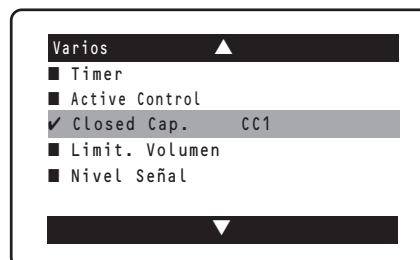 Varios
Timer
Active Control
Closed Cap. CC1
Limit. Volumen
Nivel Señal